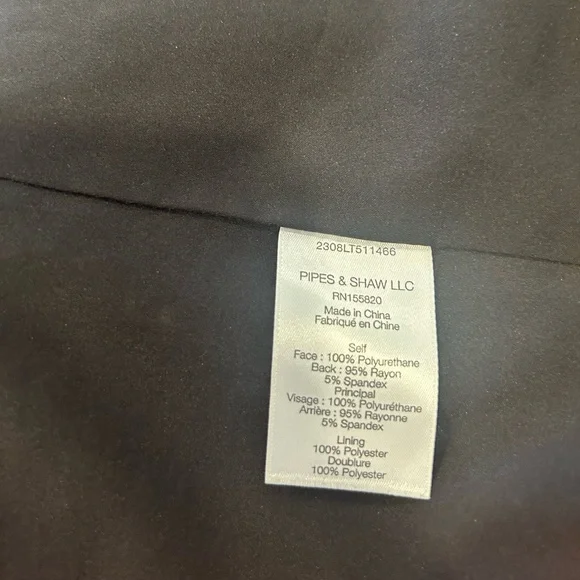 2308LT511466
PIPES & SHAW LLC
RN155820
Made in China
Fabriqué en Chine
Self
Face : 100% Polyurethane
Back : 95% Rayon
5% Spandex
Principal
Visage : 100% Polyuréthane
Arrière : 95% Rayonne
5% Spandex
Lining
100% Polyester
Doublure
100% Polyester